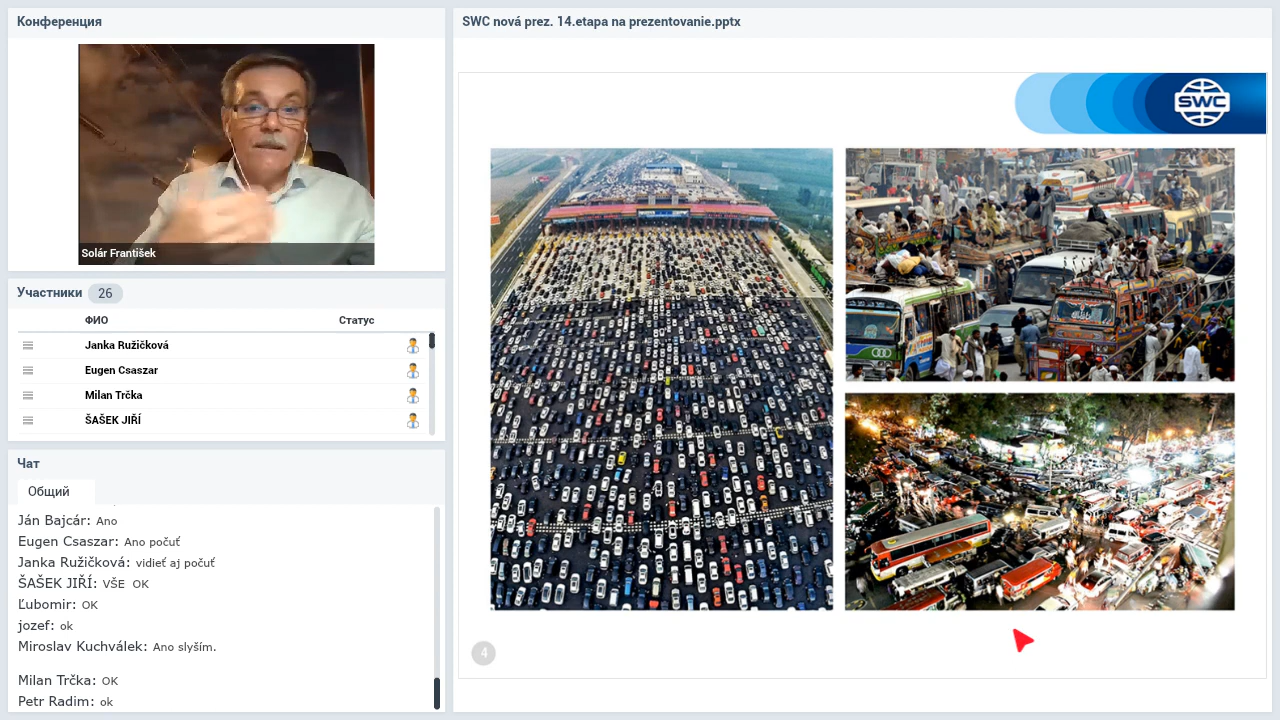 Конференция
Solár František
Участники 26
ФИО Статус
Janka Ružičková
Eugen Csaszar
Milan Trčka
ŠAŠEK JIŘÍ
Чат
Общий
Ján Bajcár: Ano
Eugen Csaszar: Ano počuť
Janka Ružičková: vidieť aj počuť
ŠAŠEK JIŘÍ: VŠE OK
Ľubomir: OK
jozef: ok
Miroslav Kuchválek: Ano slyším.
Milan Trčka: OK
Petr Radim: ok
SWC nová prez. 14.etapa na prezentovanie.pptx
SWC
4